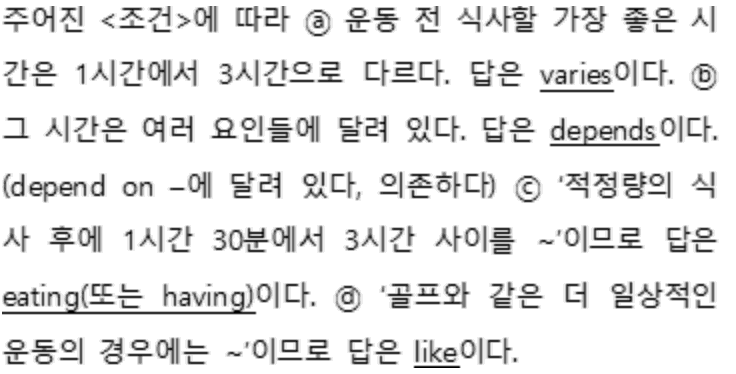 주어진 <조건>에 따라 ⓐ 운동 전 식사할 가장 좋은 시
간은 1시간에서 3시간으로 다르다. 답은 varies이다. ⓑ
그 시간은 여러 요인들에 달려 있다. 답은 depends이다.
(depend on –에 달려 있다, 의존하다) ⓒ ‘적정량의 식
사 후에 1시간 30분에서 3시간 사이를 ~’이므로 답은
eating(또는 having)이다. ⓓ ‘골프와 같은 더 일상적인
운동의 경우에는 ~’이므로 답은 like이다.